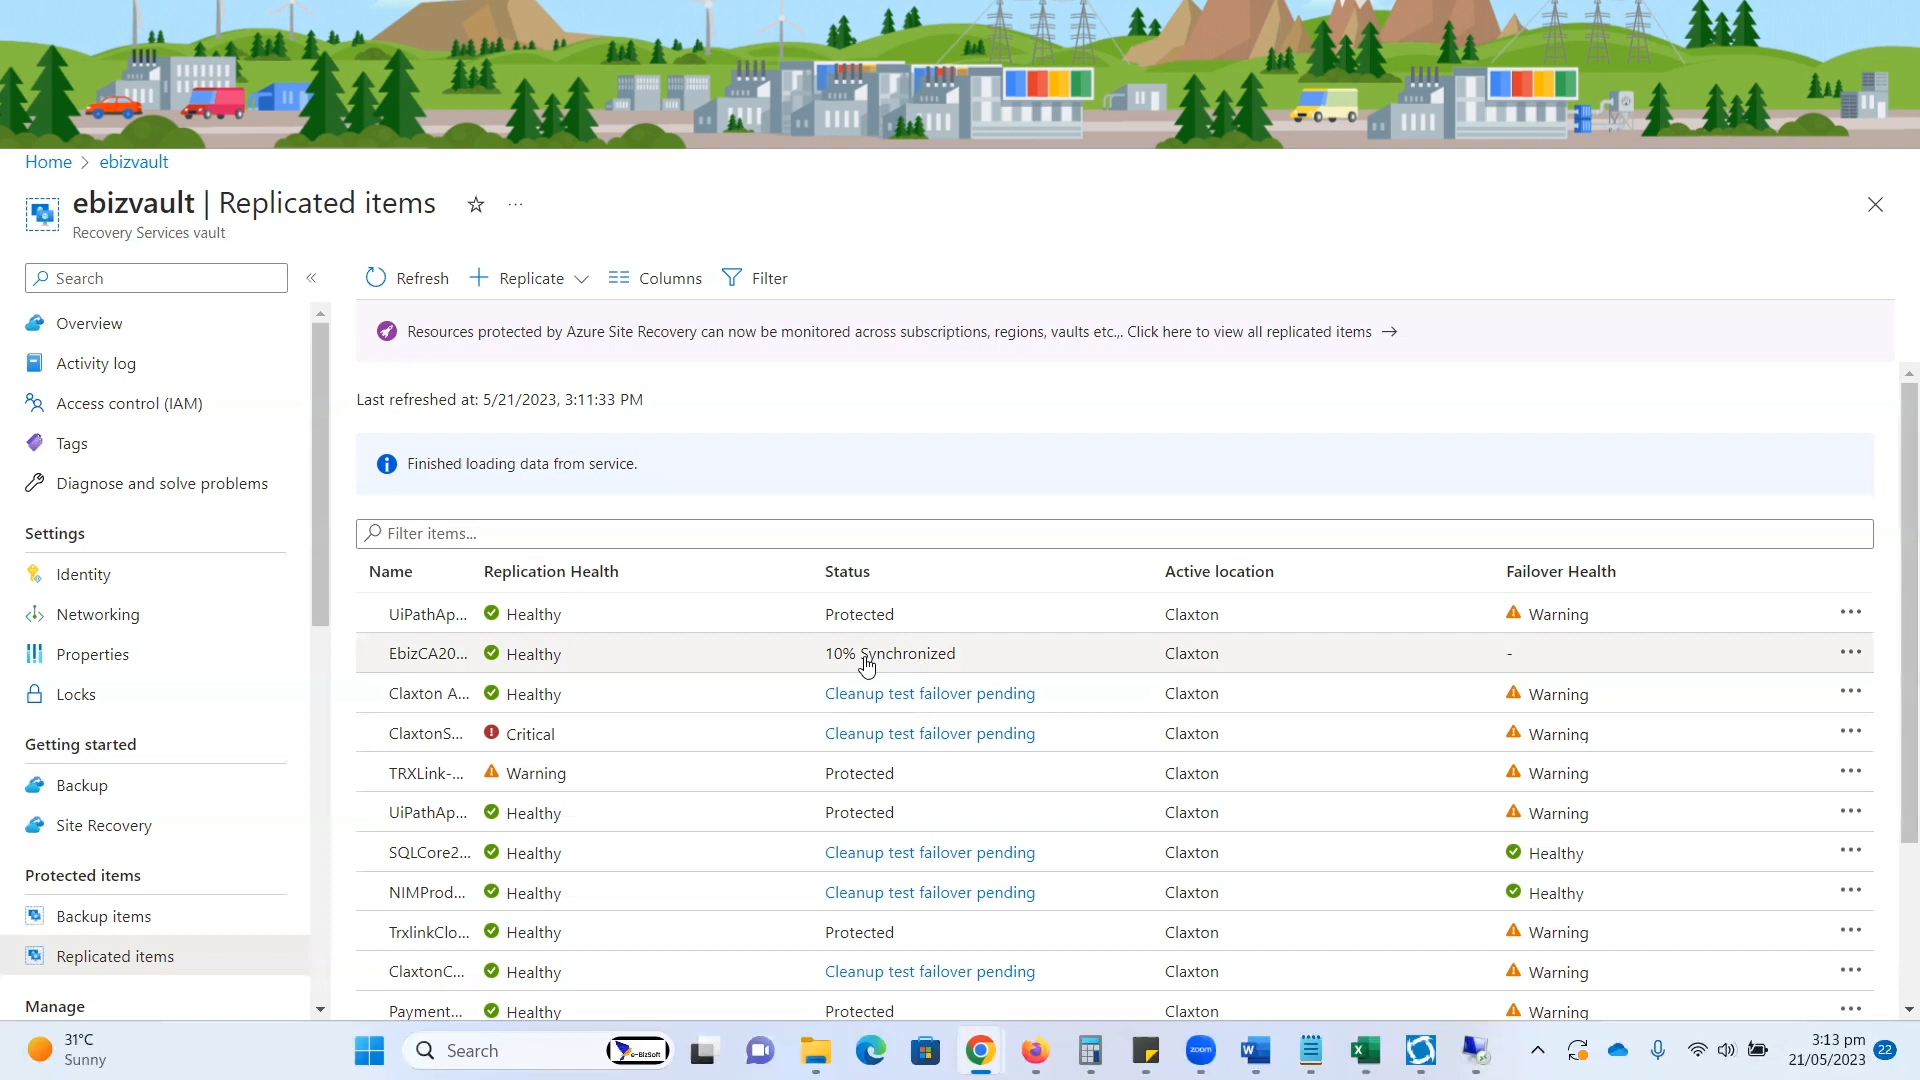 Home > ebizvault
ebizvault | Replicated items
Recovery Services vault
Search
Overview
Activity log
Access control (IAM)
Tags
Diagnose and solve problems
Settings
Identity
Networking
Properties
Locks
Getting started
Backup
Site Recovery
Protected items
Backup items
Replicated items
Manage
Refresh Replicate Columns Filter
Resources protected by Azure Site Recovery can now be monitored across subscriptions, regions, vaults etc.,. Click here to view all replicated items →
Last refreshed at: 5/21/2023, 3:11:33 PM
Finished loading data from service.
Filter items...
Name Replication Health Status Active location Failover Health
UiPathAp... Healthy Protected Claxton Warning
EbizCA20... Healthy 10% Synchronized Claxton -
Claxton A... Healthy Cleanup test failover pending Claxton Warning
ClaxtonS... Critical Cleanup test failover pending Claxton Warning
TRXLink-... Warning Protected Claxton Warning
UiPathAp... Healthy Protected Claxton Warning
SQLCore2... Healthy Cleanup test failover pending Claxton Healthy
NIMProd... Healthy Cleanup test failover pending Claxton Healthy
TrxlinkClo... Healthy Protected Claxton Warning
ClaxtonC... Healthy Cleanup test failover pending Claxton Warning
Payment... Healthy Protected Claxton Warning
31°C
Sunny
Search
e-BizSoft
zoom
3:13 pm
21/05/2023
22